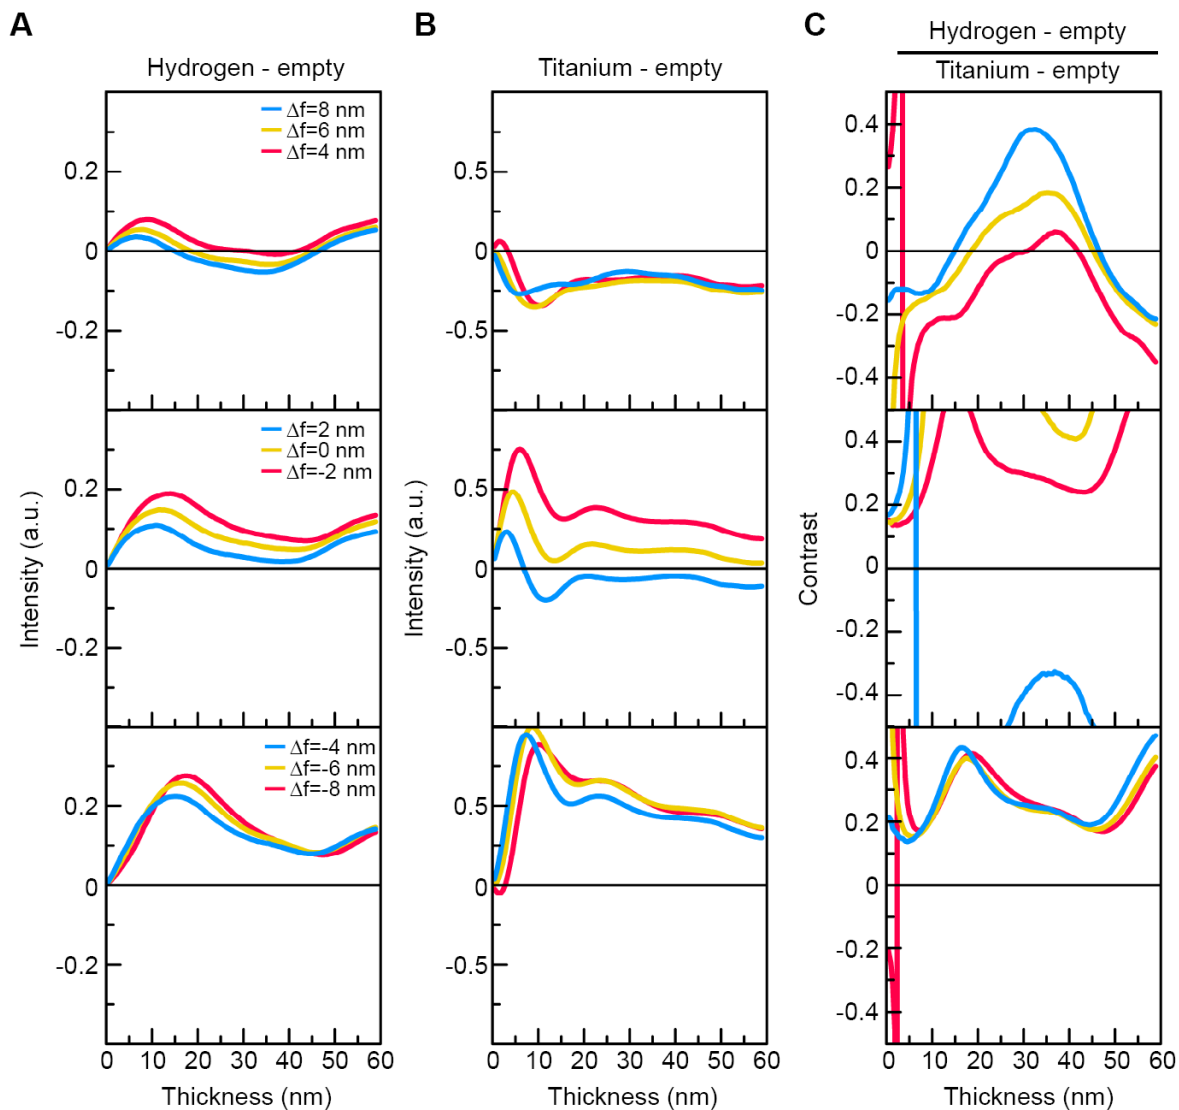 A
B
C
Hydrogen - empty
Titanium - empty
Hydrogen - empty
Titanium - empty
Δf=8 nm
Δf=6 nm
Δf=4 nm
0.2
0
-0.2
0.5
0
-0.5
0.4
0.2
0
-0.2
-0.4
Δf=2 nm
Δf=0 nm
Δf=-2 nm
0.2
0
-0.2
0.5
0
-0.5
0.4
0.2
0
-0.2
-0.4
Δf=-4 nm
Δf=-6 nm
Δf=-8 nm
0.2
0
-0.2
0.5
0
-0.5
0.4
0.2
0
-0.2
-0.4
Intensity (a.u.)
Intensity (a.u.)
Contrast
0 10 20 30 40 50 60
0 10 20 30 40 50 60
0 10 20 30 40 50 60
Thickness (nm)
Thickness (nm)
Thickness (nm)